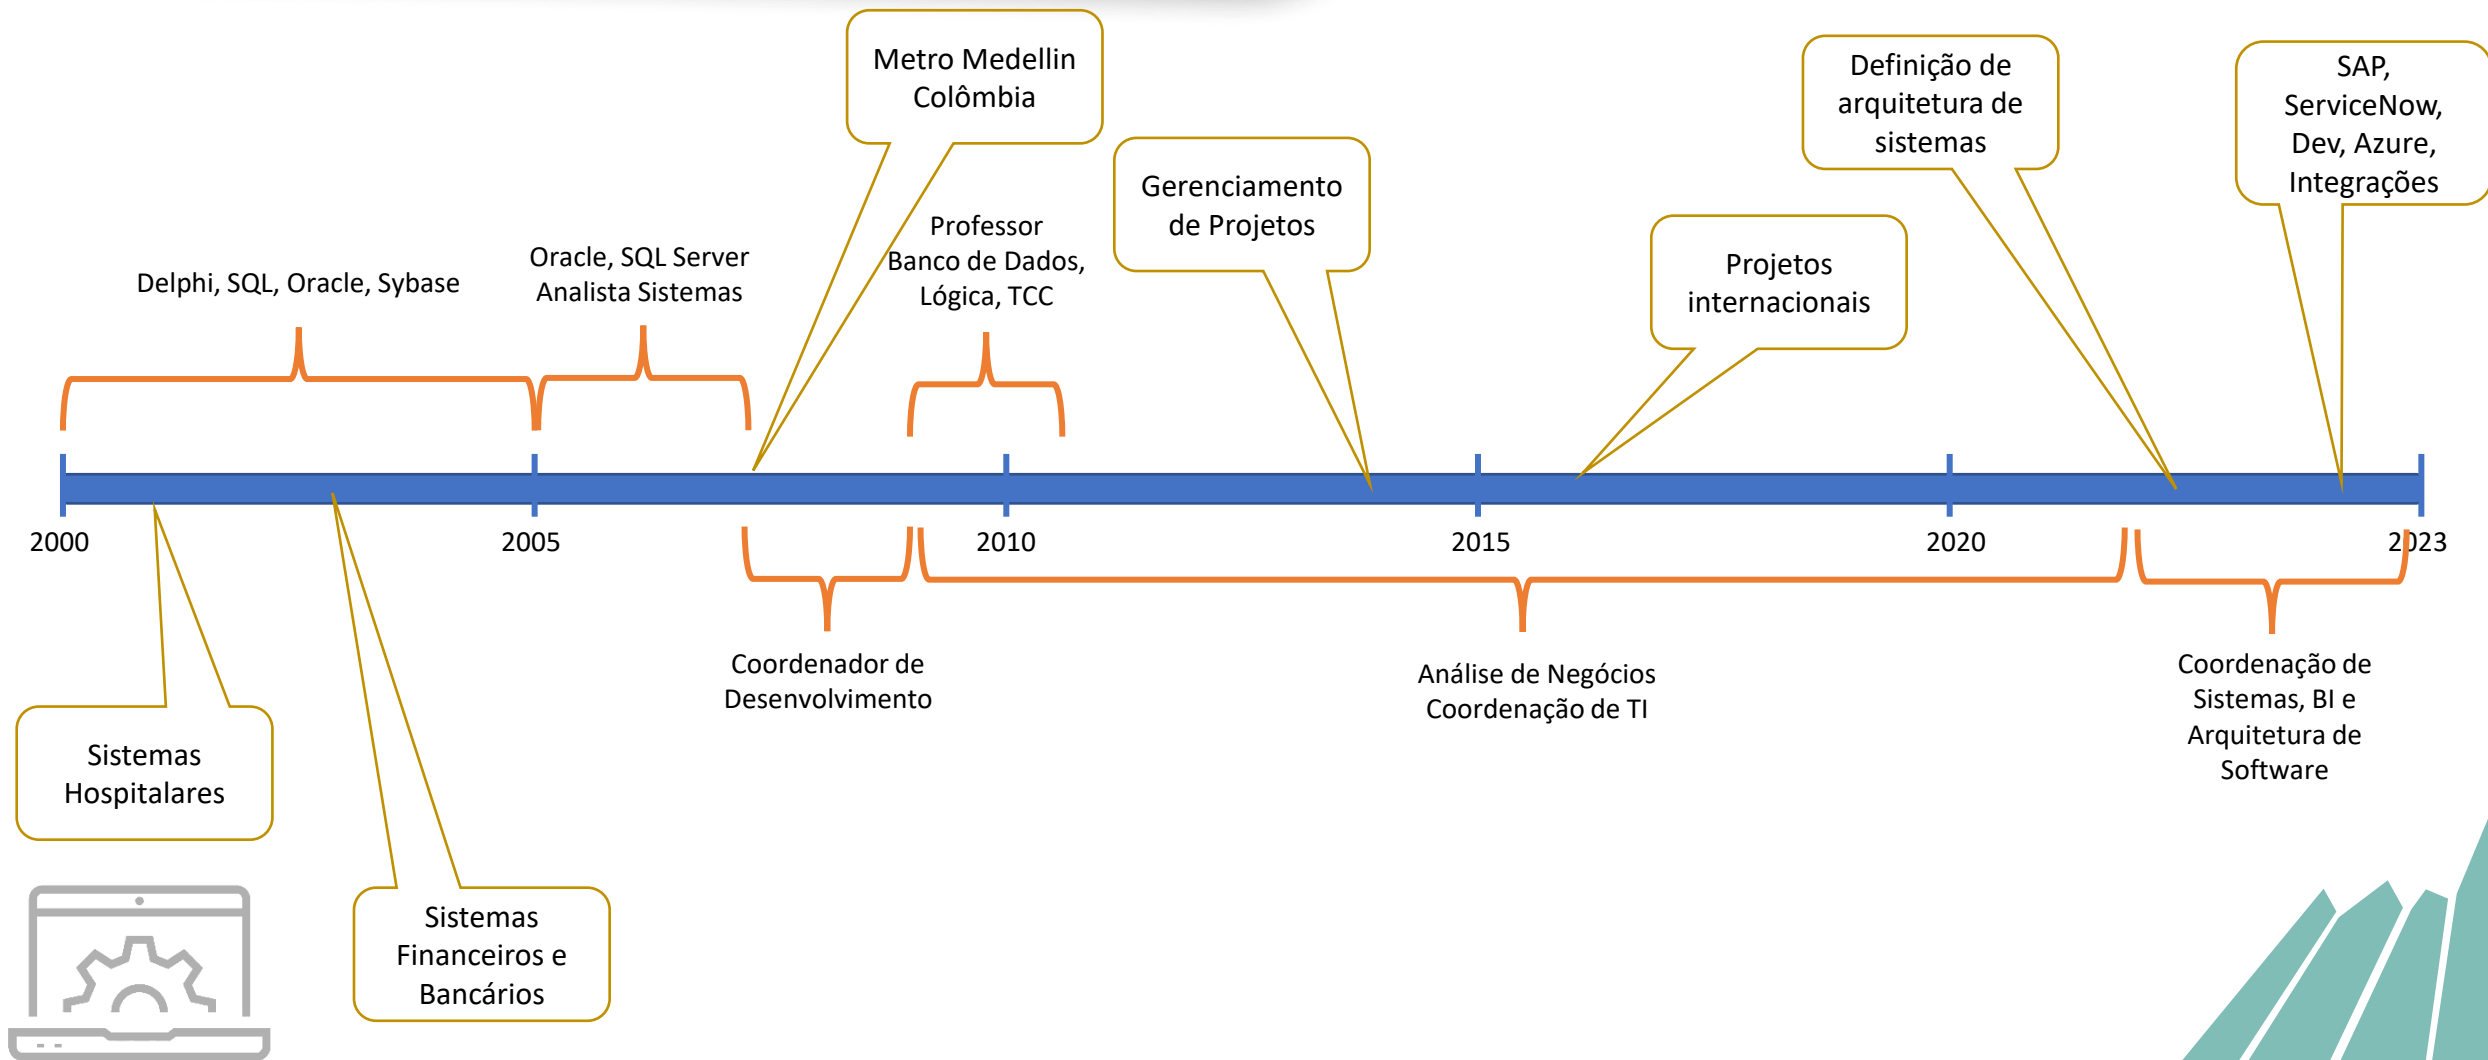 Metro Medellin
Colômbia
Definição de
arquitetura de
sistemas
SAP,
ServiceNow,
Dev, Azure,
Integrações
Gerenciamento
de Projetos
Projetos
internacionais
Delphi, SQL, Oracle, Sybase
Oracle, SQL Server
Analista Sistemas
Professor
Banco de Dados,
Lógica, TCC
2000
2005
2010
2015
2020
2023
Coordenador de
Desenvolvimento
Análise de Negócios
Coordenação de TI
Coordenação de
Sistemas, BI e
Arquitetura de
Software
Sistemas
Hospitalares
Sistemas
Financeiros e
Bancários